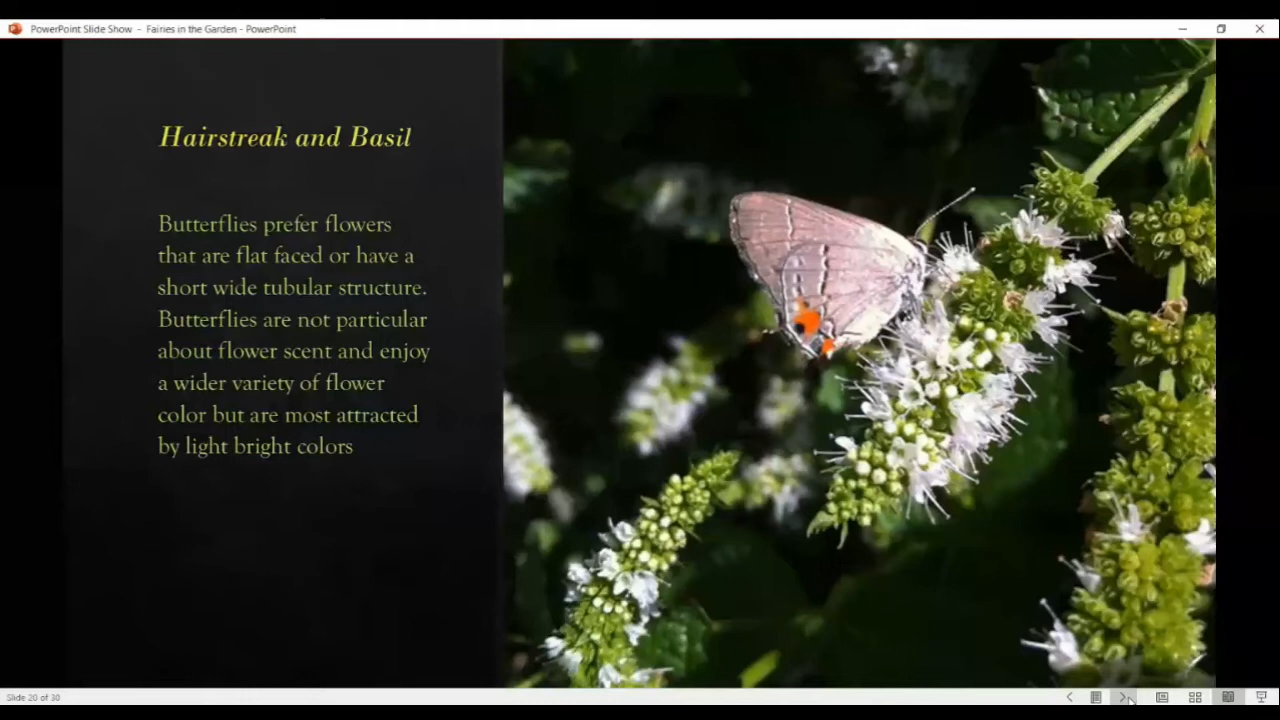 PowerPoint Slide Show - Fairies in the Garden - PowerPoint
Hairstreak and Basil
Butterflies prefer flowers
that are flat faced or have a
short wide tubular structure.
Butterflies are not particular
about flower scent and enjoy
a wider variety of flower
color but are most attracted
by light bright colors
Slide 20 of 30